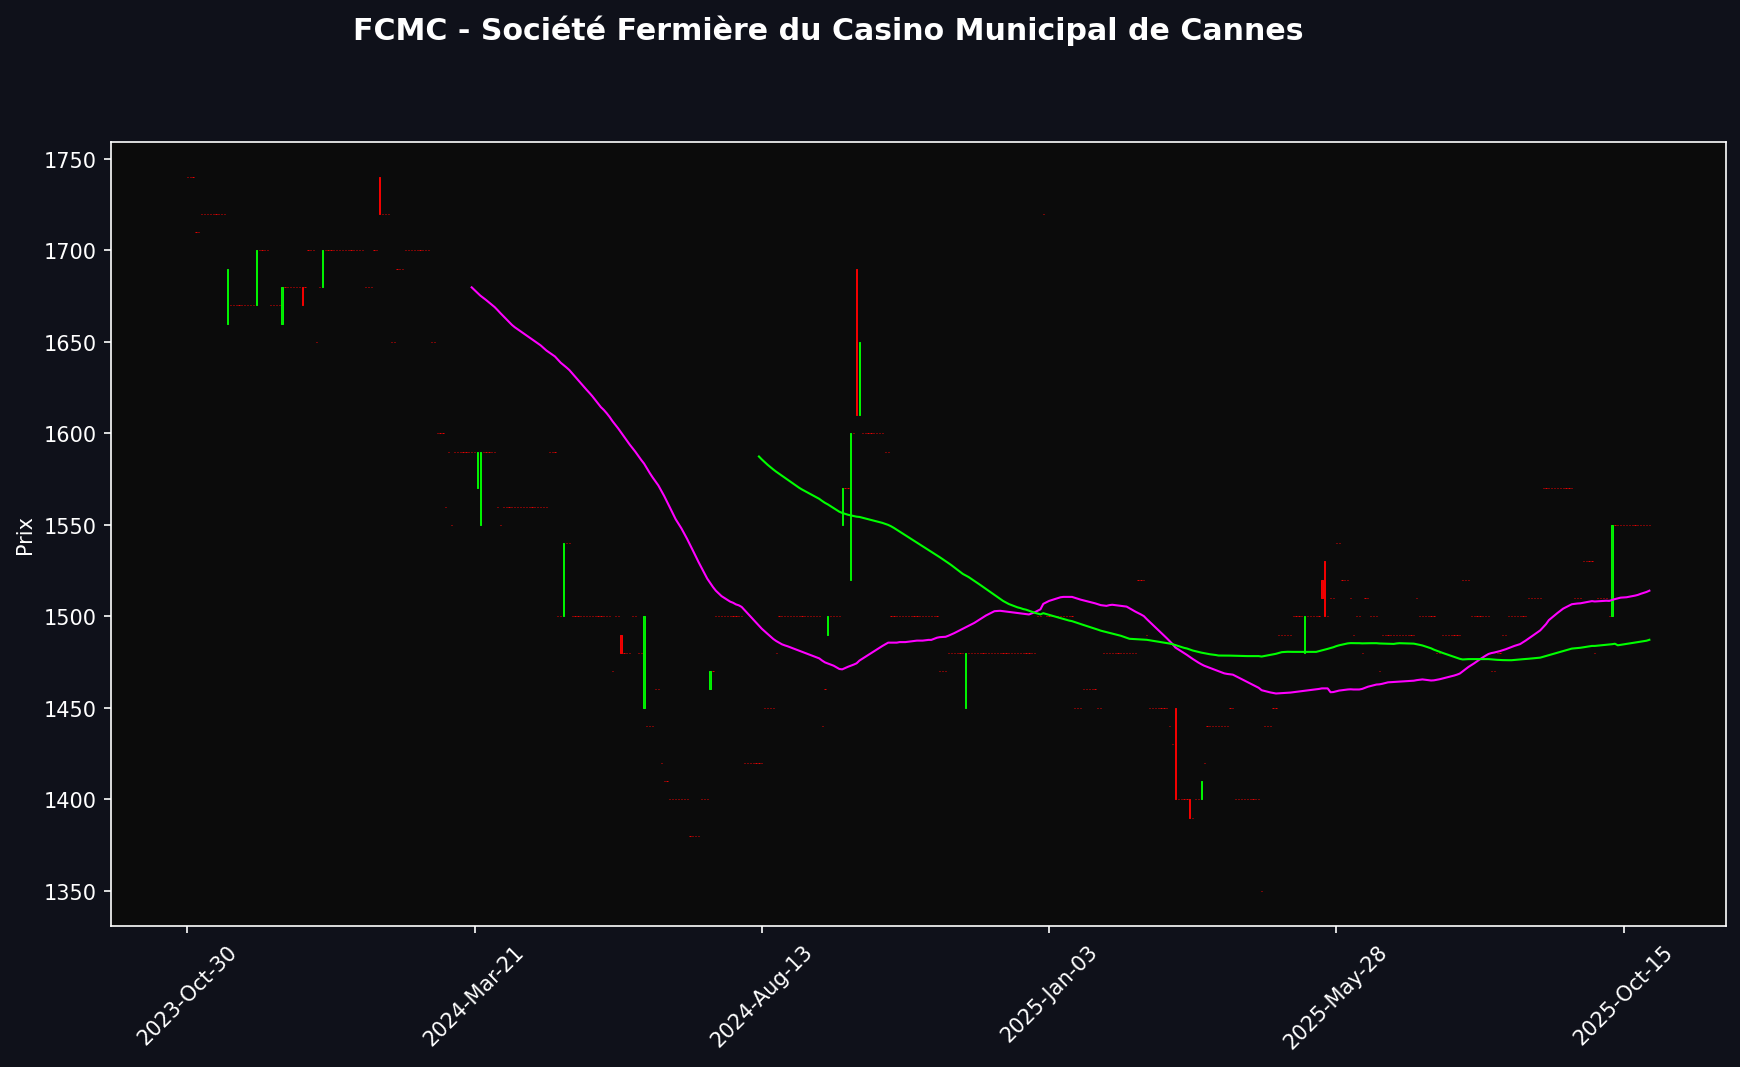 FCMC - Société Fermière du Casino Municipal de Cannes
1750
1700
1650
1600
1550
1500
1450
1400
1350
Prix
2023-Oct-30
2024-Mar-21
2024-Aug-13
2025-Jan-03
2025-May-28
2025-Oct-15